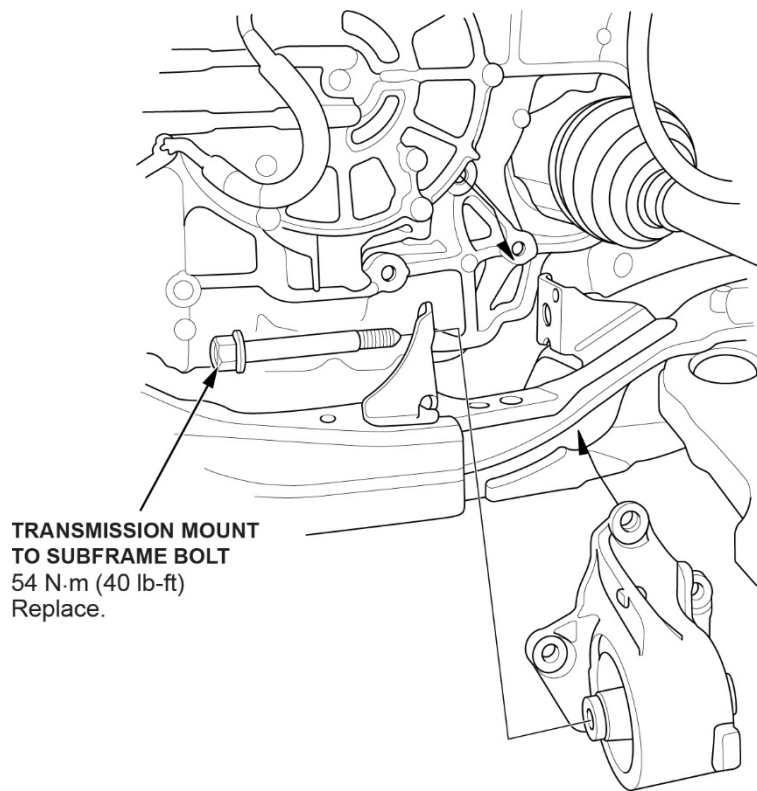 TRANSMISSION MOUNT
TO SUBFRAME BOLT
54 N·m (40 lb-ft)
Replace.